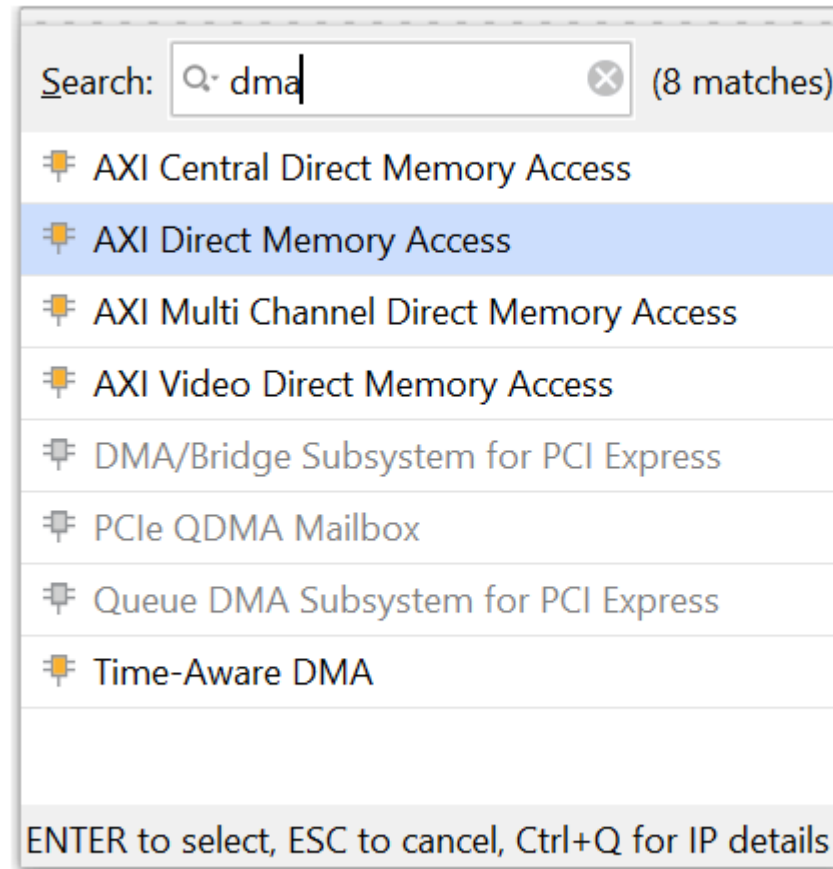 Search: dma (8 matches)
AXI Central Direct Memory Access
AXI Direct Memory Access
AXI Multi Channel Direct Memory Access
AXI Video Direct Memory Access
DMA/Bridge Subsystem for PCI Express
PCIe QDMA Mailbox
Queue DMA Subsystem for PCI Express
Time-Aware DMA
ENTER to select, ESC to cancel, Ctrl+Q for IP details